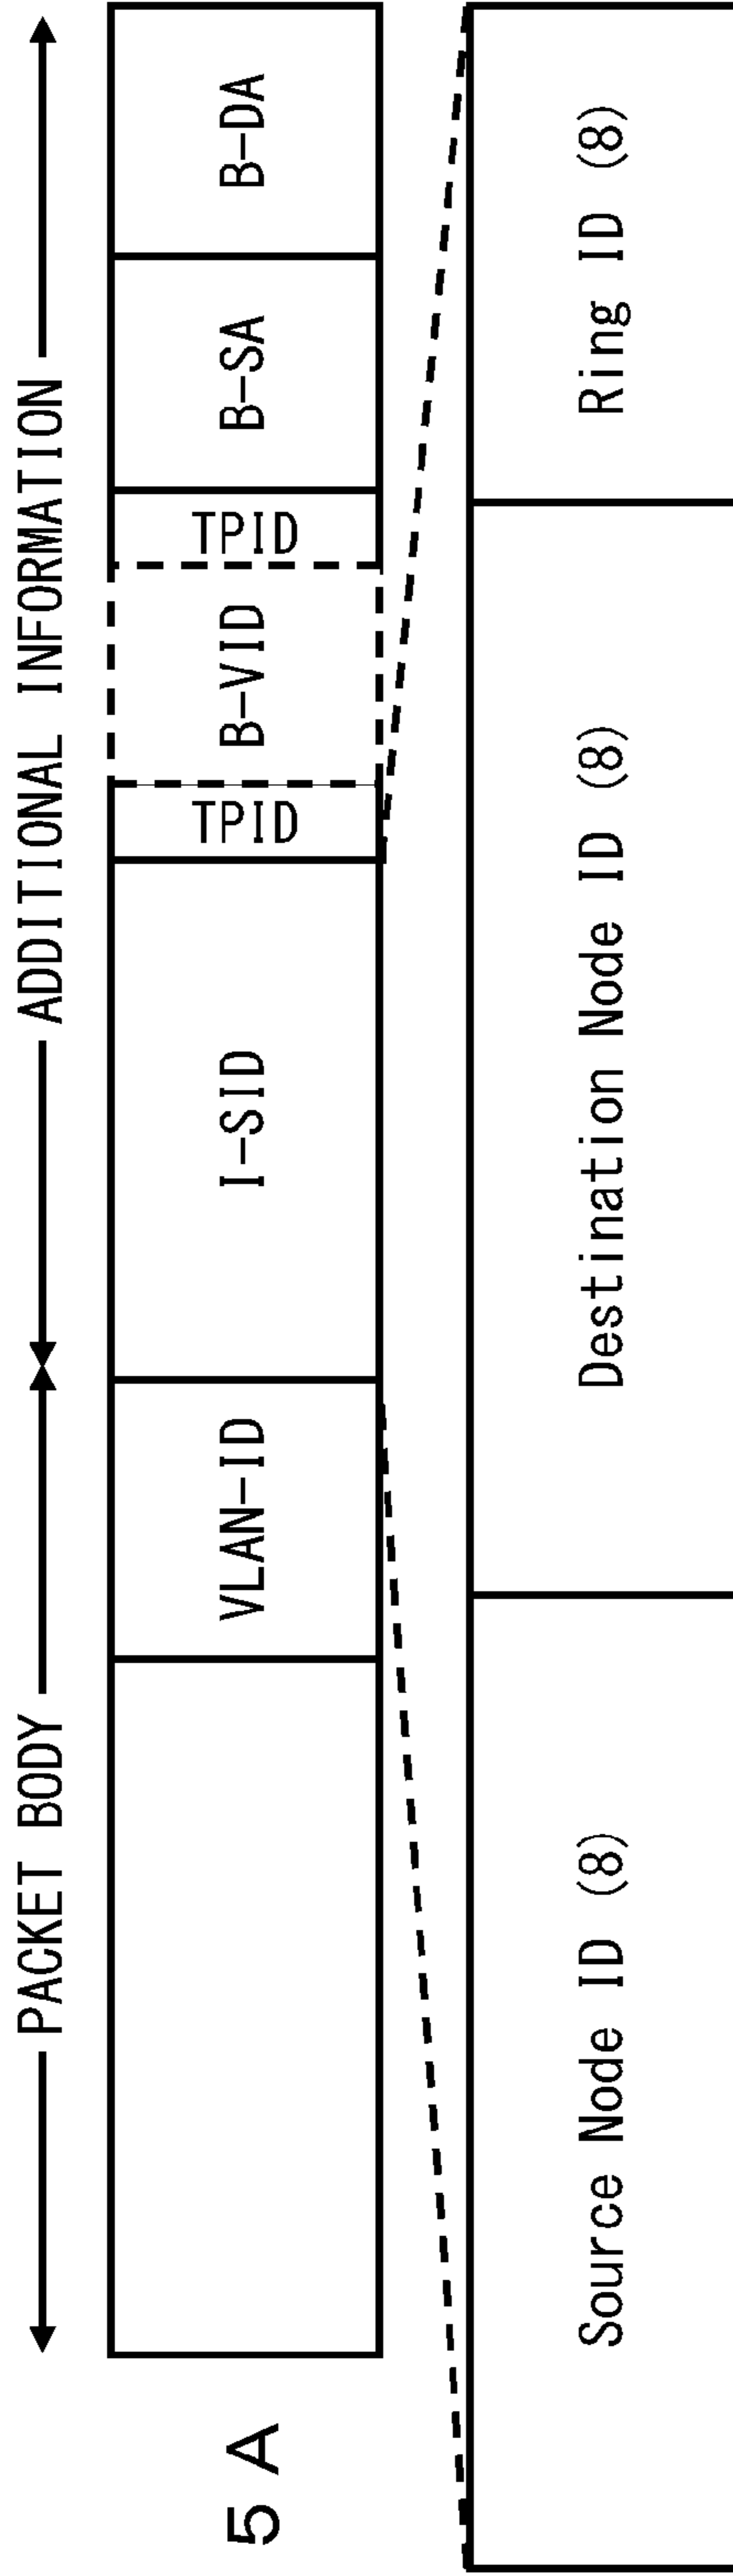 PACKET BODY
ADDITIONAL INFORMATION
5A
VLAN-ID
I-SID
TPID
B-VID
TPID
B-SA
B-DA
Source Node ID (8)
Destination Node ID (8)
Ring ID (8)